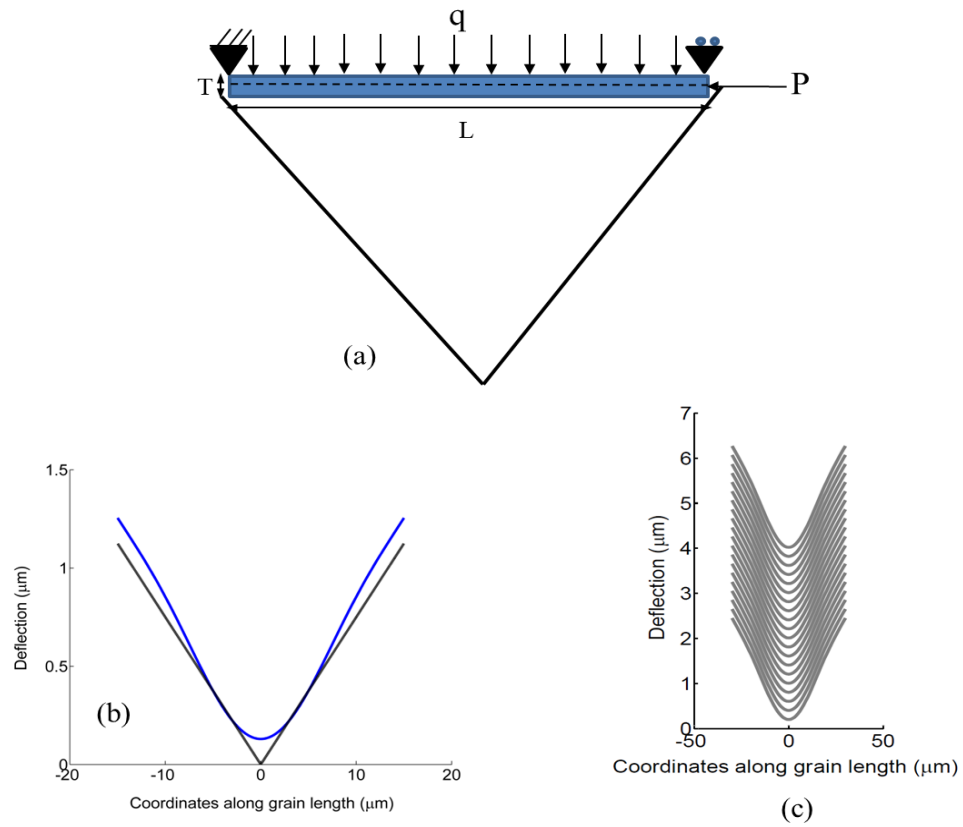 q
T
P
L
(a)
1.5
1
0.5
0
-20
-10
0
10
20
Deflection (μm)
Coordinates along grain length (μm)
(b)
7
6
5
4
3
2
1
0
-50
0
50
Deflection (μm)
Coordinates along grain length (μm)
(c)